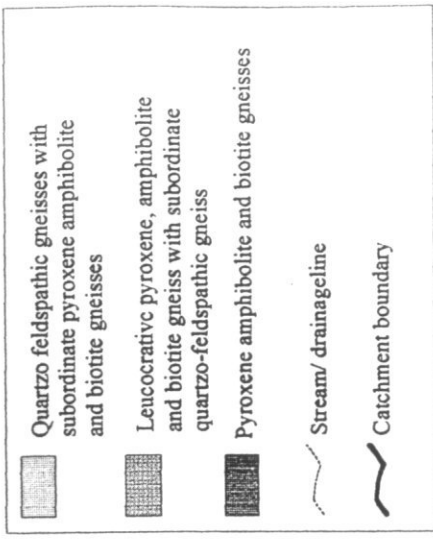 Quartzo feldspathic gneisses with
subordinate pyroxene amphibolite
and biotite gneisses
Leucocrative pyroxene, amphibolite
and biotite gneiss with subordinate
quartzo-feldspathic gneiss
Pyroxene amphibolite and biotite gneisses
Stream/ drainageline
Catchment boundary